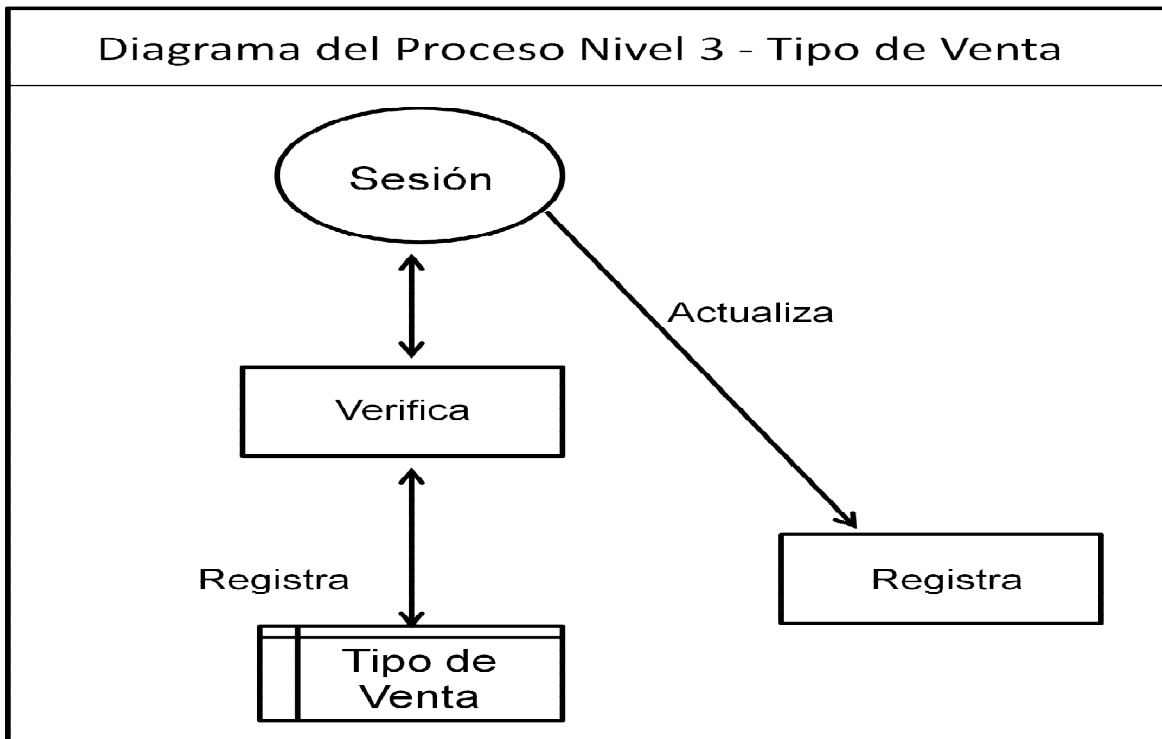 Diagrama del Proceso Nivel 3 - Tipo de Venta
Sesión
Actualiza
Verifica
Registra
Registra
Tipo de
Venta